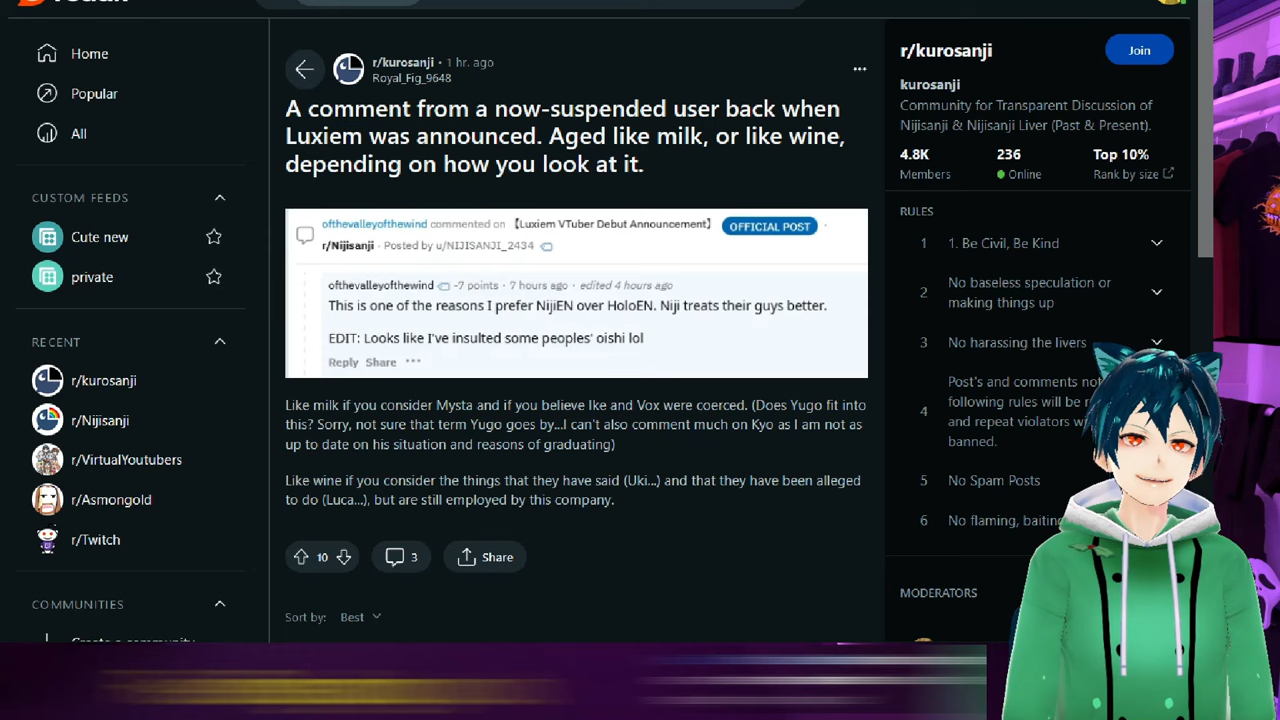 Home
Popular
All
CUSTOM FEEDS
Cute new
private
RECENT
r/kurosanji
r/Nijisanji
r/VirtualYoutubers
r/Asmongold
r/Twitch
COMMUNITIES
r/kurosanji • 1 hr. ago
Royal_Fig_9648
A comment from a now-suspended user back when
Luxiem was announced. Aged like milk, or like wine,
depending on how you look at it.
ofthevalleyofthewind commented on 【Luxiem VTuber Debut Announcement】 OFFICIAL POST ·
r/Nijisanji · Posted by u/NIJISANJI_2434
ofthevalleyofthewind -7 points · 7 hours ago · edited 4 hours ago
This is one of the reasons I prefer NijiEN over HoloEN. Niji treats their guys better.
EDIT: Looks like I've insulted some peoples' oishi lol
Reply Share •••
Like milk if you consider Mysta and if you believe Ike and Vox were coerced. (Does Yugo fit into
this? Sorry, not sure that term Yugo goes by...I can't also comment much on Kyo as I am not as
up to date on his situation and reasons of graduating)
Like wine if you consider the things that they have said (Uki...) and that they have been alleged
to do (Luca...), but are still employed by this company.
10
3
Share
Sort by: Best
r/kurosanji
Join
kurosanji
Community for Transparent Discussion of
Nijisanji & Nijisanji Liver (Past & Present).
4.8K 236 Top 10%
Members Online Rank by size
RULES
1 1. Be Civil, Be Kind
2 No baseless speculation or
making things up
3 No harassing the livers
4 Post's and comments not
following rules will be
and repeat violators
banned.
5 No Spam Posts
6 No flaming, baiting
MODERATORS